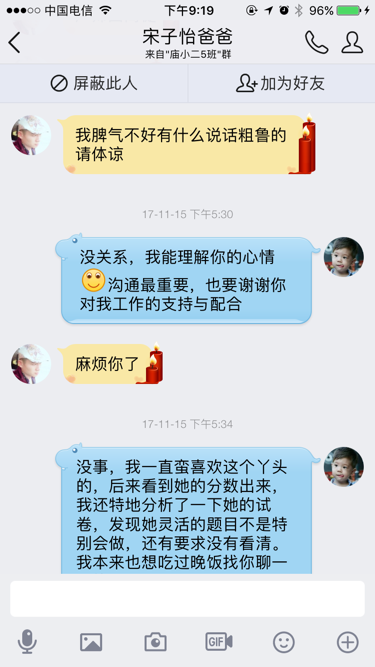 中国电信
下午9:19
96%
宋子怡爸爸
来自"庙小二5班"群
屏蔽此人
加为好友
我脾气不好有什么说话粗鲁的
请体谅
17-11-15 下午5:30
没关系，我能理解你的心情
沟通最重要，也要谢谢你
对我工作的支持与配合
麻烦你了
17-11-15 下午5:34
没事，我一直蛮喜欢这个丫头
的，后来看到她的分数出来，
我还特地分析了一下她的试
卷，发现她灵活的题目不是特
别会做，还有要求没有看清。
我本来也想吃过晚饭找你聊一
GIF